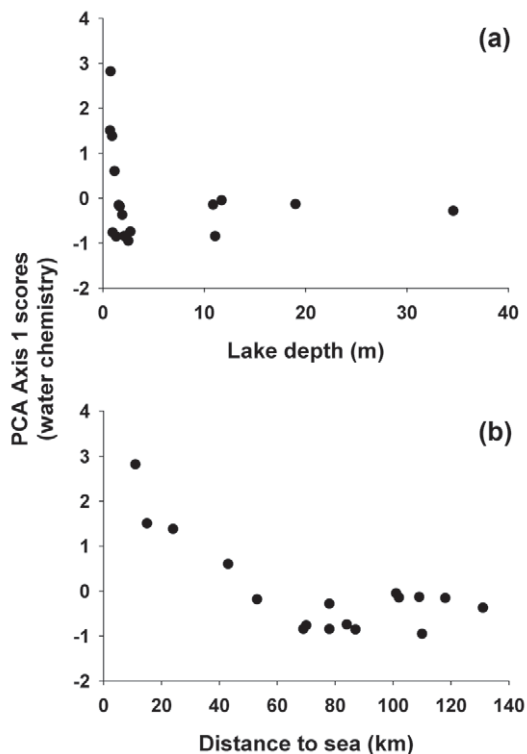 (a)
4
3
2
1
0
-1
-2
0 10 20 30 40
Lake depth (m)
PCA Axis 1 scores
(water chemistry)
(b)
4
3
2
1
0
-1
-2
0 20 40 60 80 100 120 140
Distance to sea (km)